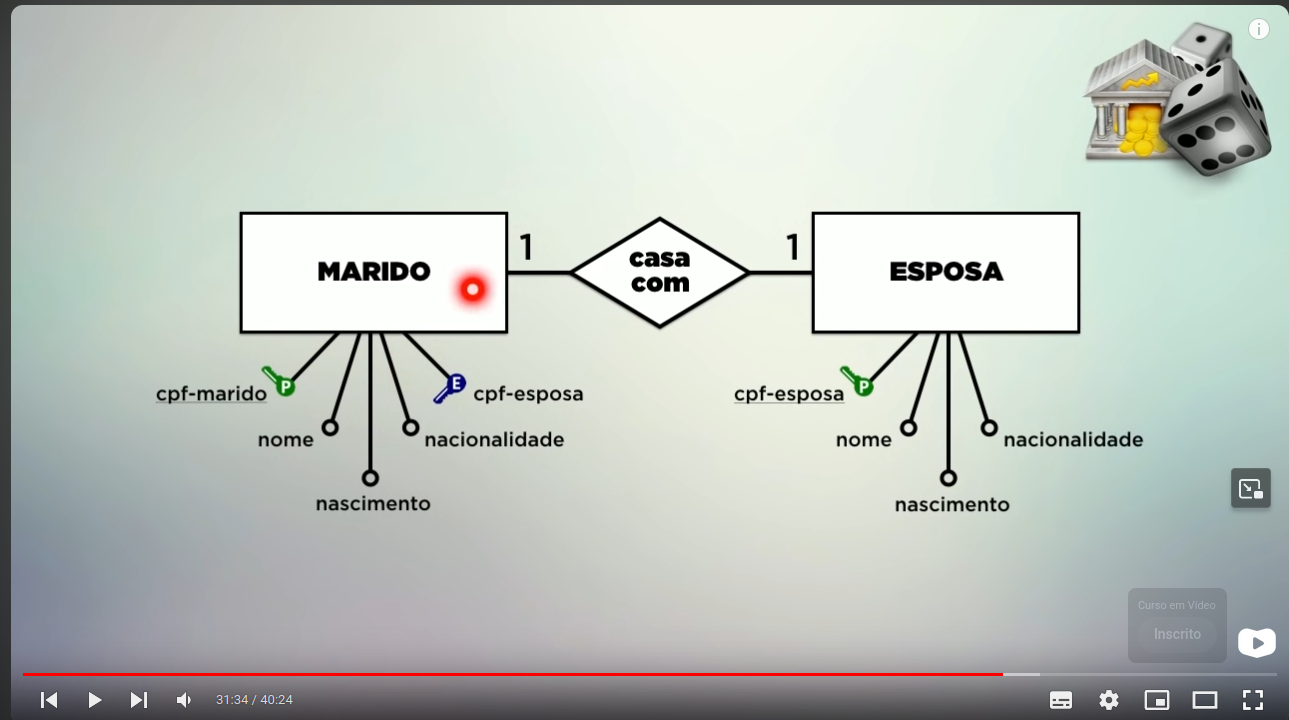 MARIDO
1
casa
com
1
ESPOSA
cpf-marido
P
E
cpf-esposa
nome
nacionalidade
nascimento
cpf-esposa
P
nome
nacionalidade
nascimento
Curso em Vídeo
Inscrito
31:34 / 40:24